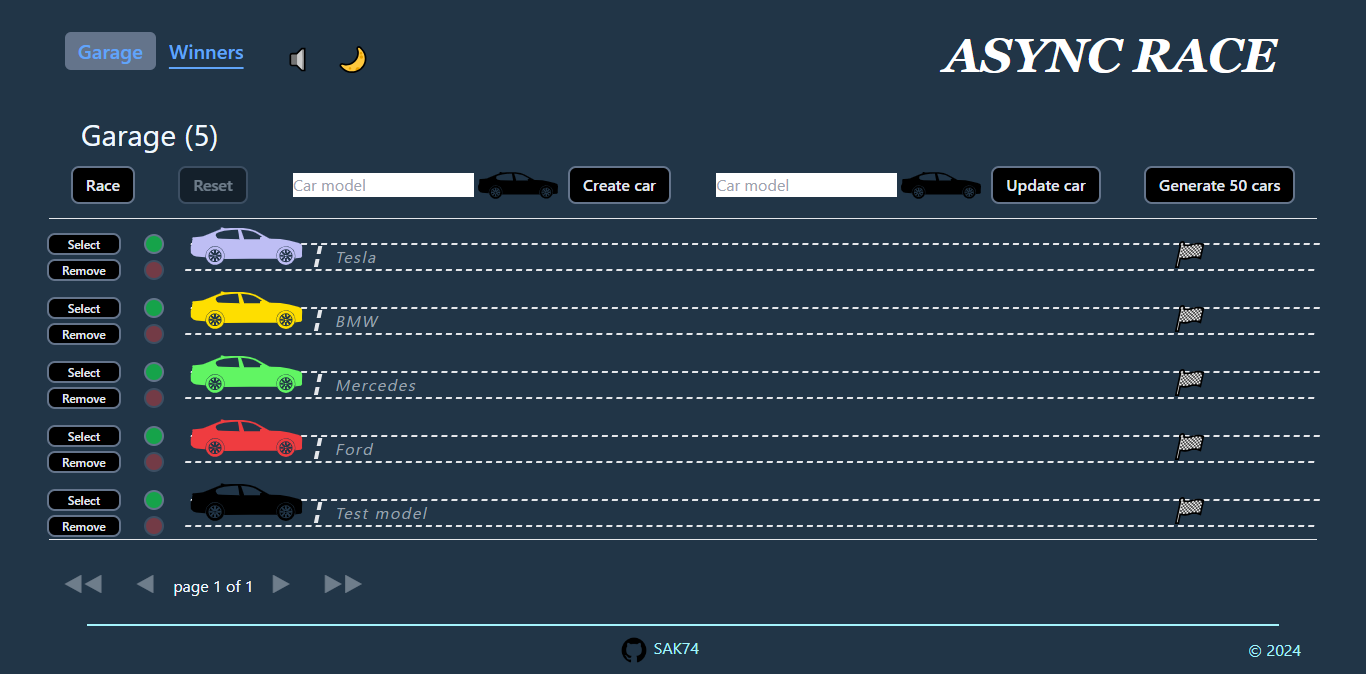 Garage Winners ASYNC RACE
Garage (5)
Race Reset Car model Create car Car model Update car Generate 50 cars
Select
Tesla
Remove
Select
BMW
Remove
Select
Mercedes
Remove
Select
Ford
Remove
Select
Test model
Remove
page 1 of 1
SAK74 © 2024